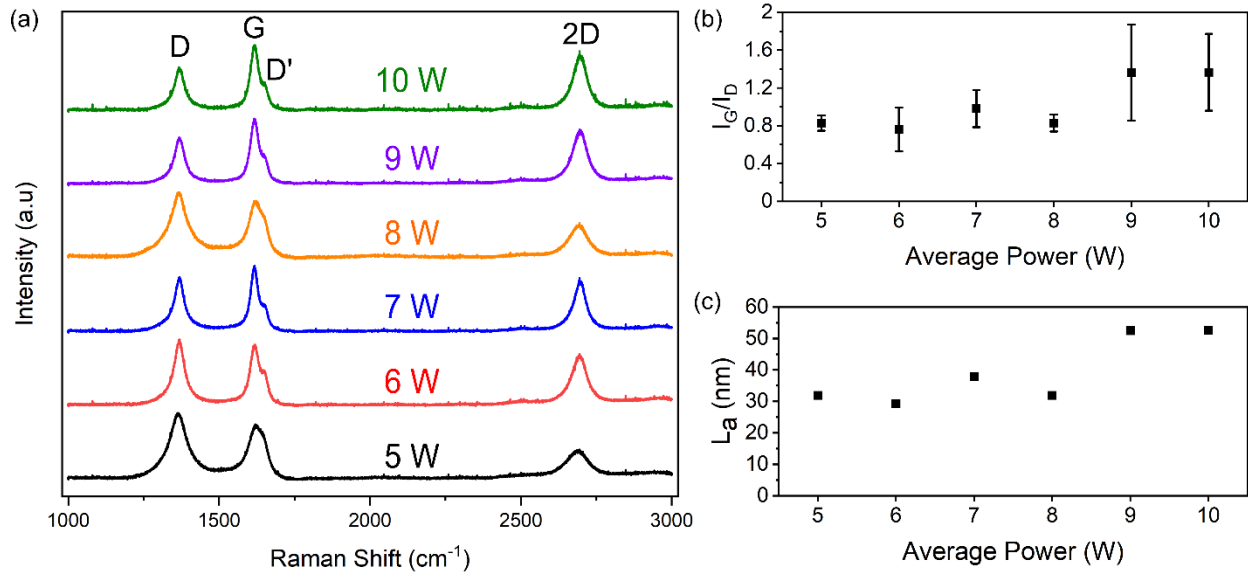 (a)
D
G
D'
2D
10 W
9 W
8 W
7 W
6 W
5 W
Intensity (a.u)
1000
1500
2000
2500
3000
Raman Shift (cm⁻¹)
(b)
2
1.6
1.2
0.8
0.4
0
I_G/I_D
5 6 7 8 9 10
Average Power (W)
(c)
60
50
40
30
20
10
0
L_a (nm)
5 6 7 8 9 10
Average Power (W)